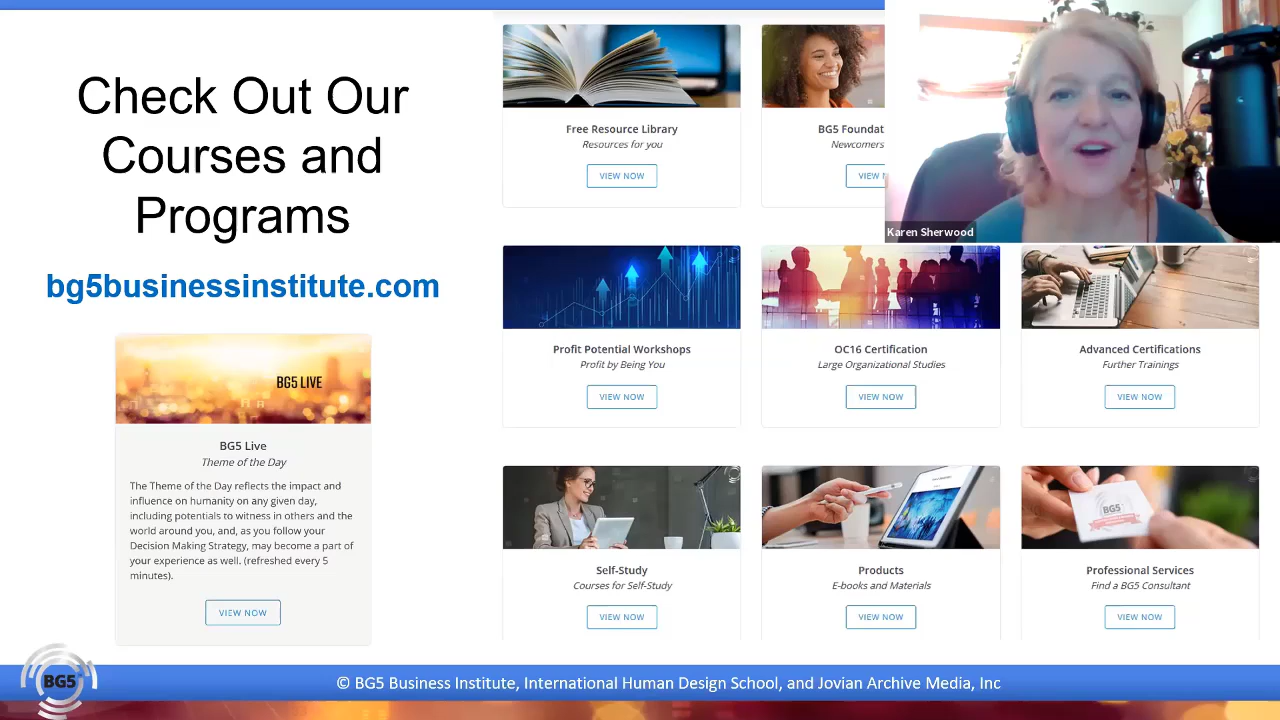 Check Out Our
Courses and
Programs
bg5businessinstitute.com
BG5 LIVE
BG5 Live
Theme of the Day
The Theme of the Day reflects the impact and
influence on humanity on any given day,
including potentials to witness in others and the
world around you, and, as you follow your
Decision Making Strategy, may become a part of
your experience as well. (refreshed every 5
minutes).
VIEW NOW
Free Resource Library
Resources for you
VIEW NOW
BG5 Foundat
Newcomers
VIEW
Karen Sherwood
Profit Potential Workshops
Profit by Being You
VIEW NOW
OC16 Certification
Large Organizational Studies
VIEW NOW
Advanced Certifications
Further Trainings
VIEW NOW
Self-Study
Courses for Self-Study
VIEW NOW
Products
E-books and Materials
VIEW NOW
BG5
Professional Services
Find a BG5 Consultant
VIEW NOW
BG5
© BG5 Business Institute, International Human Design School, and Jovian Archive Media, Inc